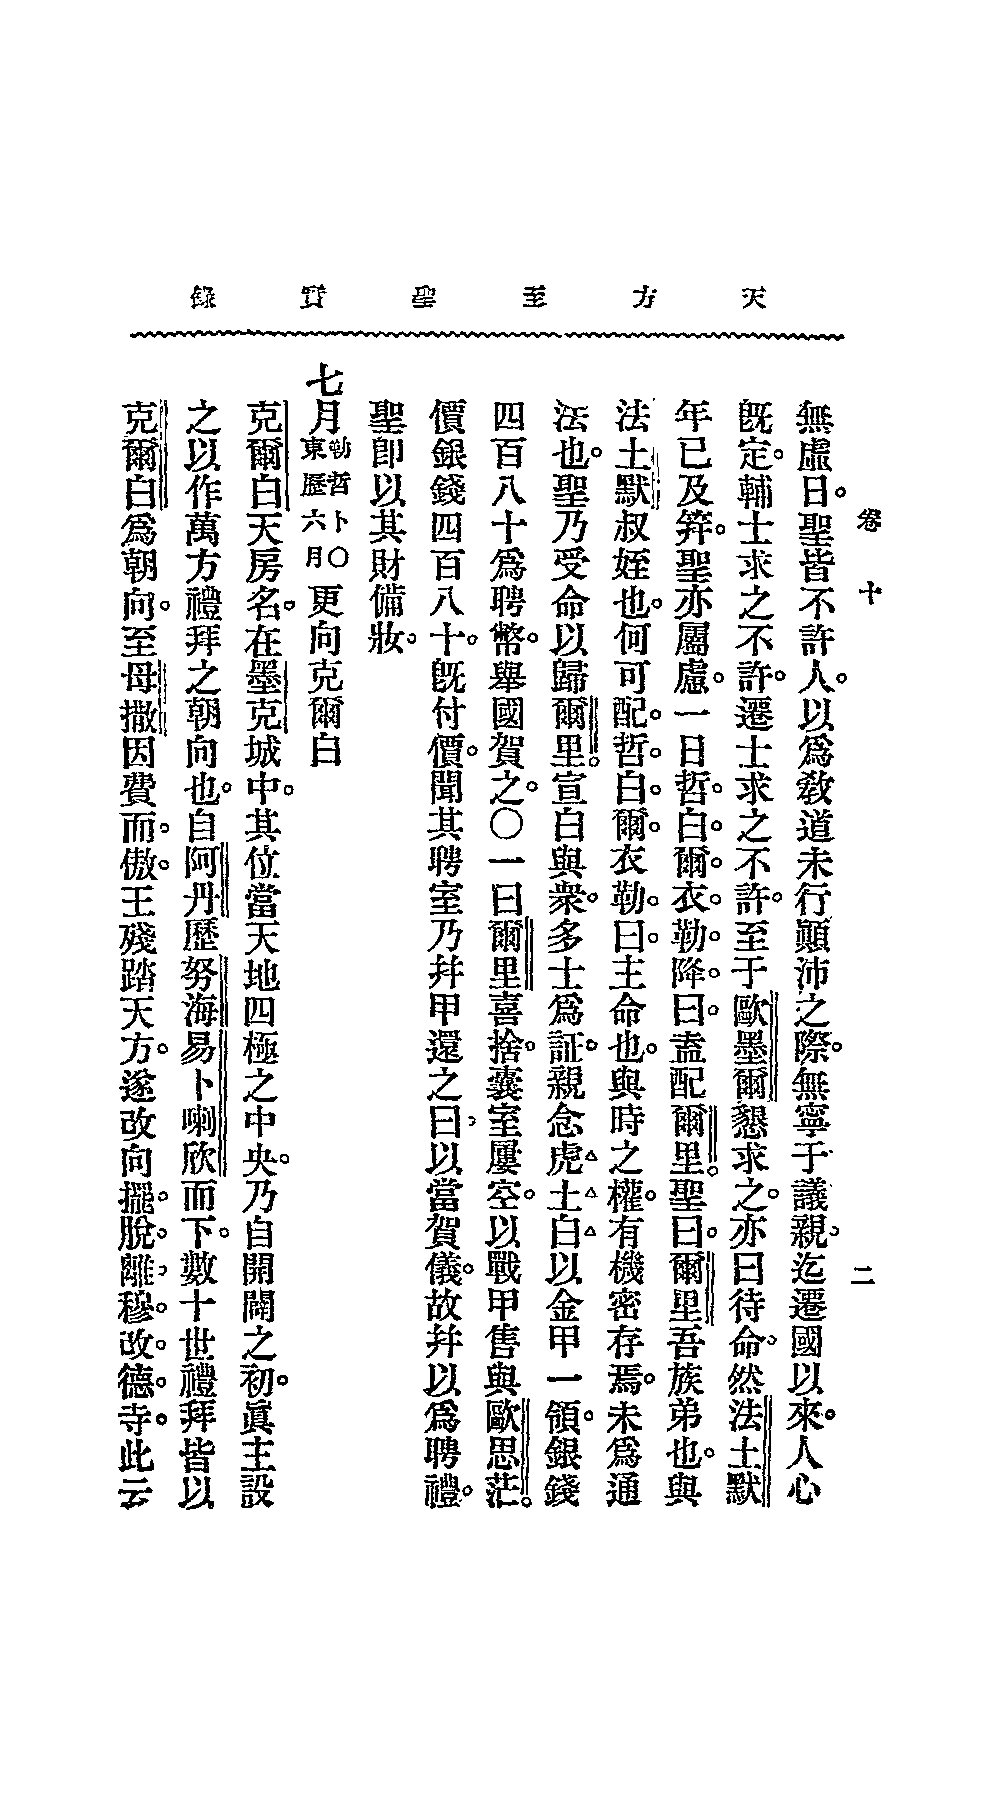 天方至聖實錄
卷十
二
無虛日。聖皆不許人。以爲敎道未行顚沛之際。無寧于議親。迄遷國以來。人心
旣定。輔士求之不許。遷士求之不許。至于歐墨爾懇求之。亦曰待命。然法土默
年已及筓。聖亦屬慮。一日哲。白。爾。衣。勒。降。曰。盍配爾里。聖曰。爾里吾族弟也。與
法土默叔姪也。何可配。哲。白。爾。衣勒。曰。主命也。與時之權。有機密存焉。未爲通
法也。聖乃受命以歸爾里。宣白與衆。多士爲証。親念虎△士△白△以金甲一領。銀錢
四百八十爲聘幣。舉國賀之。〇一曰爾里喜捨。囊室屢空。以戰甲售與歐思茫。
價銀錢四百八十。旣付價。聞其聘室乃幷甲還之曰。以當賀儀。故幷以爲聘禮。
聖卽以其財備妝。
七月勒哲卜〇東歷六月更向克爾白
克爾白天房名。在墨克城中。其位當天地四極之中央。乃自開闢之初。眞主設
之以作萬方禮拜之朝向也。自阿丹歷努海易卜喇欣而下。數十世禮拜皆以
克爾白爲朝向。至母撒因費而。傲。王殘踏天方。遂改向擺。脫。離。穆。改。德。寺。此云